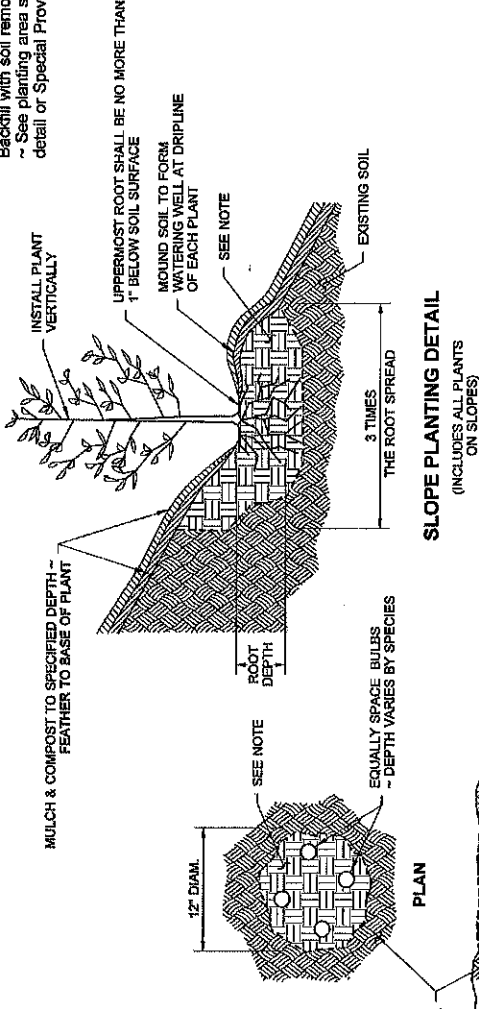 Backfill with soil remo
~ See planting area s
detail or Special Prov
INSTALL PLANT
VERTICALLY
UPPERMOST ROOT SHALL BE NO MORE THAN
1" BELOW SOIL SURFACE
MOUND SOIL TO FORM
WATERING WELL AT DRIPLINE
OF EACH PLANT
SEE NOTE
EXISTING SOIL
MULCH & COMPOST TO SPECIFIED DEPTH ~
FEATHER TO BASE OF PLANT
ROOT
DEPTH
3 TIMES
THE ROOT SPREAD
SLOPE PLANTING DETAIL
(INCLUDES ALL PLANTS
ON SLOPES)
12" DIAM.
SEE NOTE
EQUALLY SPACE BULBS
~ DEPTH VARIES BY SPECIES
PLAN